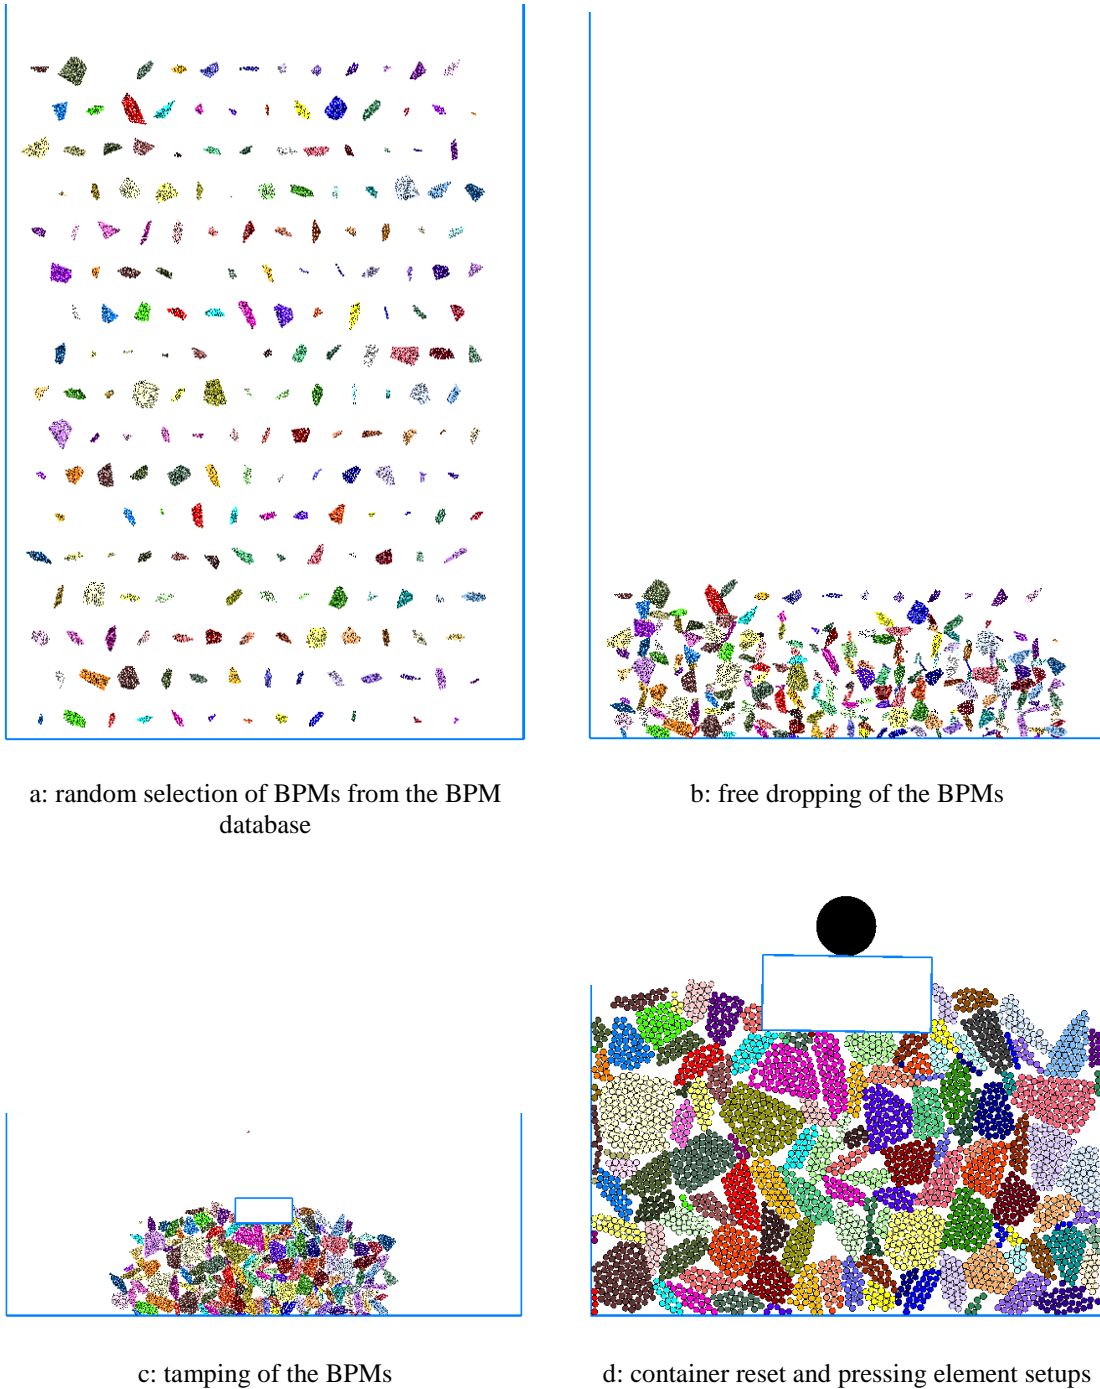 a: random selection of BPMs from the BPM
database
b: free dropping of the BPMs
c: tamping of the BPMs
d: container reset and pressing element setups